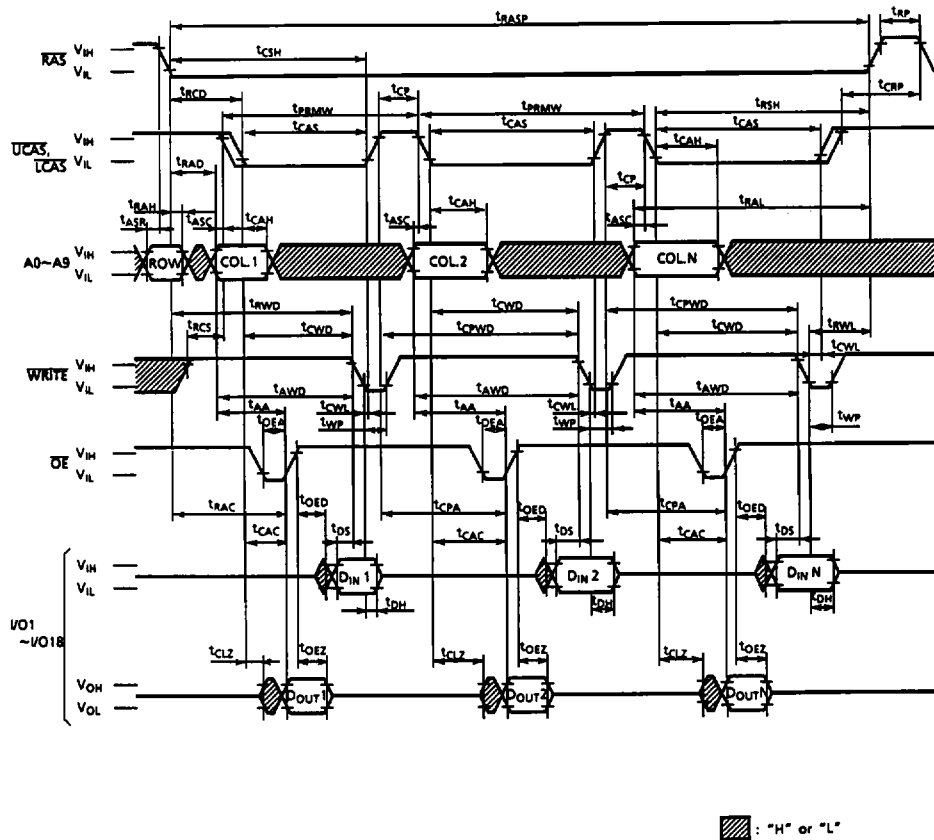 tRASP tRP
RAS VIH
VIL
tCSH
tRCD tCP tCRP
tPRMW tPRMW tRSH
tCAS tCAS tCAS
UCAS, VIH
LCAS VIL
tCAH
tRAD tCP
tRAH tCAH tRAL
tASR tASC tCAH tASC tASC
A0~A9 VIH
VIL
ROW COL.1 COL.2 COL.N
tRWD tCWD tCPWD
tRCS tCWD tCPWD tCWD tRWL
WRITE VIH
VIL
tCWL
tAWD tAWD tAWD
tAA tCWL tAA tCWL tAA
tOEA tWP tOEA tWP tOEA tWP
OE VIH
VIL
tRAC tOED tCPA tOED tCPA tOED
tCAC tDS tCAC tDS tCAC tDS
VIH
VIL
DIN 1 DIN 2 DIN N
tDH tDH tDH
I/O1
~I/O18
tCLZ tOEZ tCLZ tOEZ tCLZ tOEZ
VOH
VOL
DOUT1 DOUT2 DOUTN
: "H" or "L"